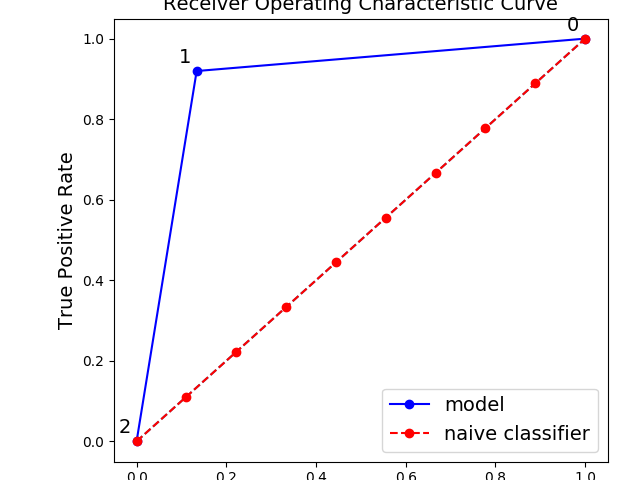 Receiver Operating Characteristic Curve
0
1.0
1
0.8
True Positive Rate
0.6
0.4
0.2
model
naive classifier
2
0.0
0.0 0.2 0.4 0.6 0.8 1.0